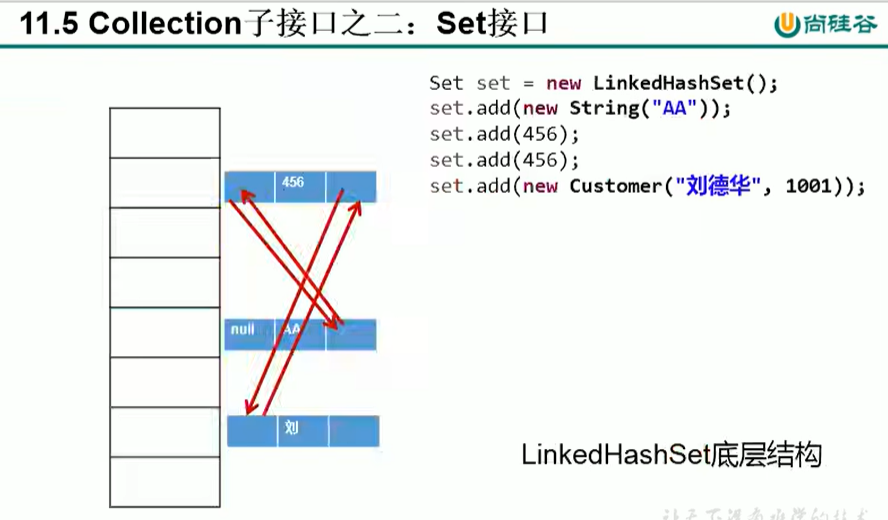 11.5 Collection子接口之二：Set接口
尚硅谷
Set set = new LinkedHashSet();
set.add(new String("AA"));
set.add(456);
set.add(456);
set.add(new Customer("刘德华", 1001));
456
null AA
刘
LinkedHashSet底层结构